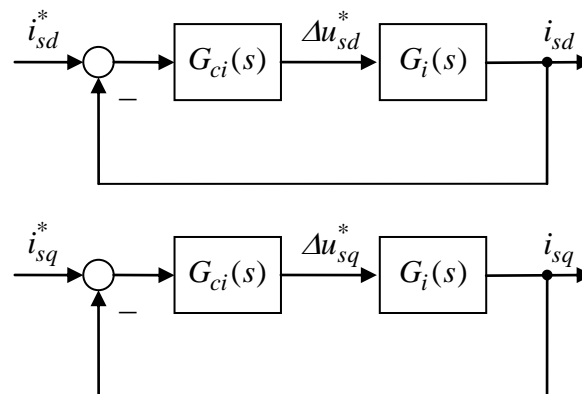 i*sd Gci(s) Δu*sd Gi(s) isd
−
i*sq Gci(s) Δu*sq Gi(s) isq
−